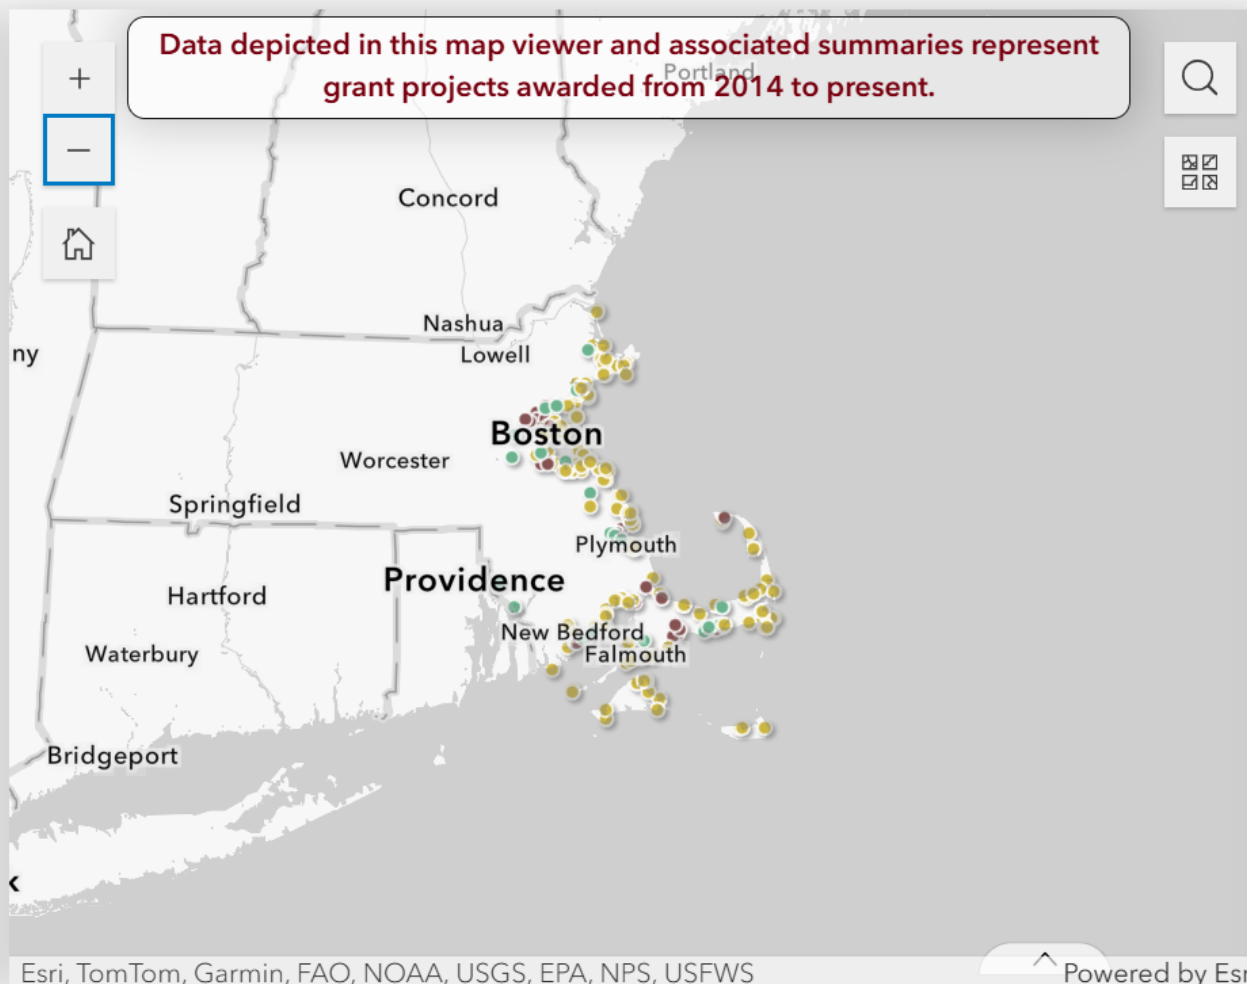 Data depicted in this map viewer and associated summaries represent
grant projects awarded from 2014 to present.
Portland
Concord
Nashua
ny
Lowell
Boston
Worcester
Springfield
Plymouth
Providence
Hartford
New Bedford
Waterbury
Falmouth
Bridgeport
k
Esri, TomTom, Garmin, FAO, NOAA, USGS, EPA, NPS, USFWS
Powered by Esr